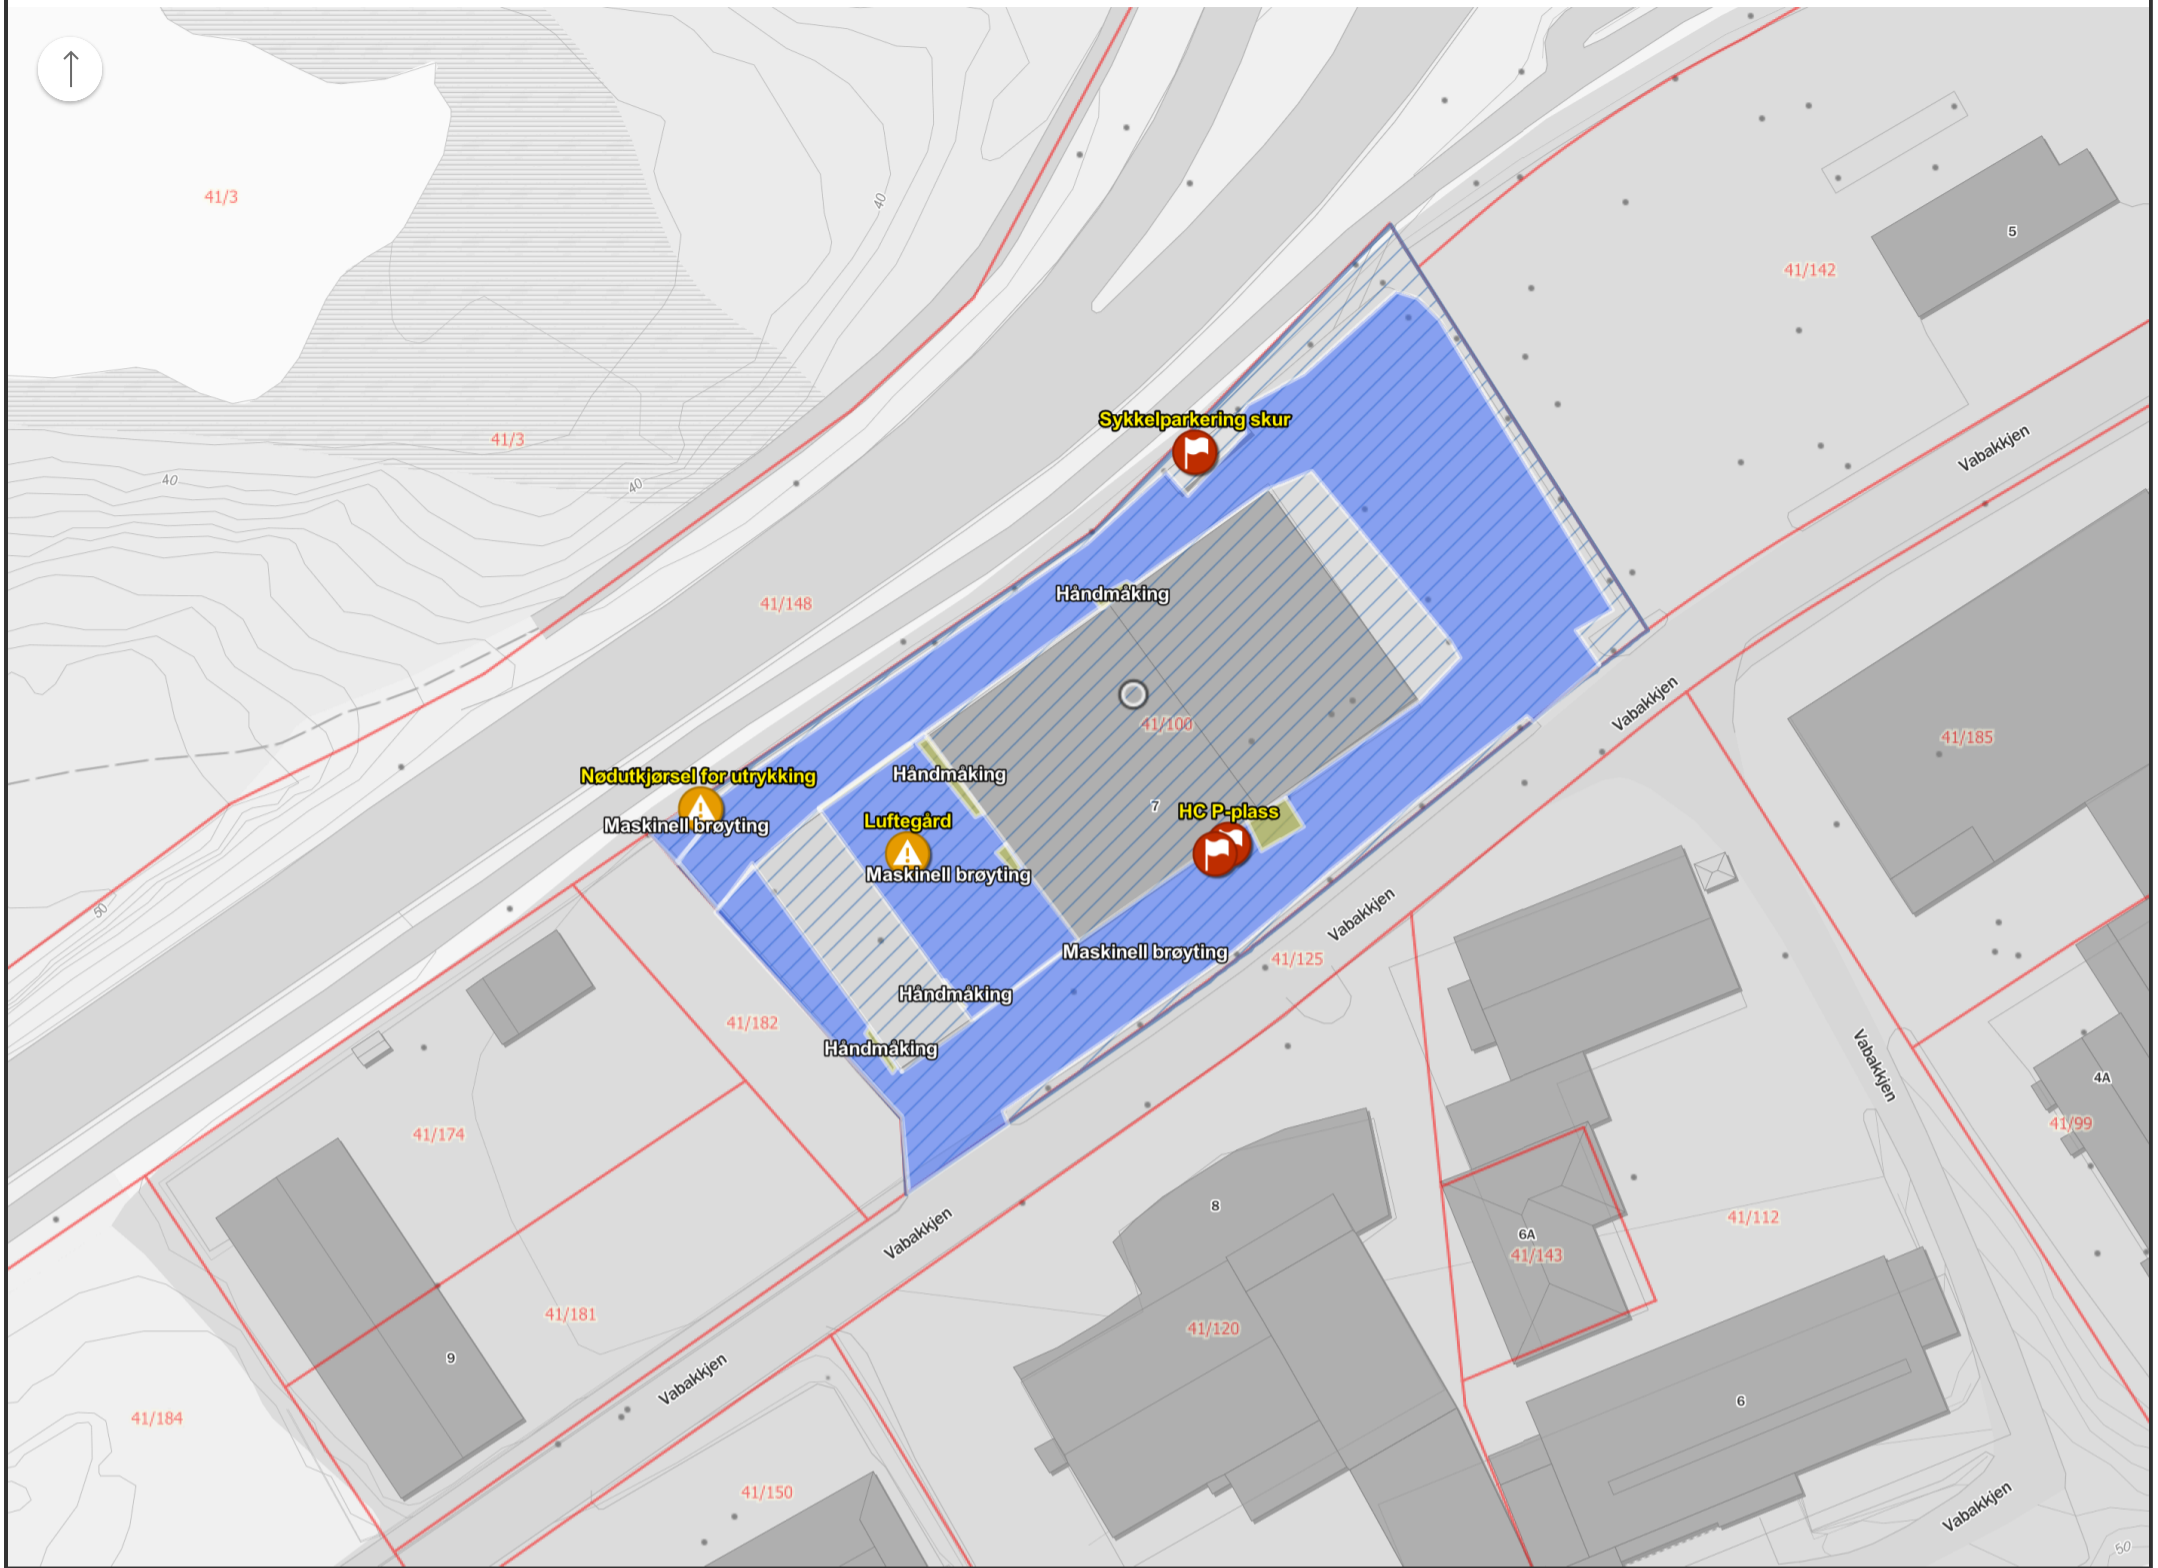 41/3
40
5
41/142
Sykkelparkering skur
41/3
Vabakkjen
40
40
Håndmåking
41/148
Vabakkjen
41/100
41/185
Håndmåking
Nødutkjørsel for utrykking
7
HC P-plass
Luftegård
Maskinell brøyting
Maskinell brøyting
50
Vabakkjen
Maskinell brøyting
41/125
Håndmåking
41/182
Håndmåking
Vabakkjen
4A
41/99
41/174
8
41/112
Vabakkjen
6A
41/143
41/181
41/120
9
Vabakkjen
6
41/184
41/150
Vabakkjen
50